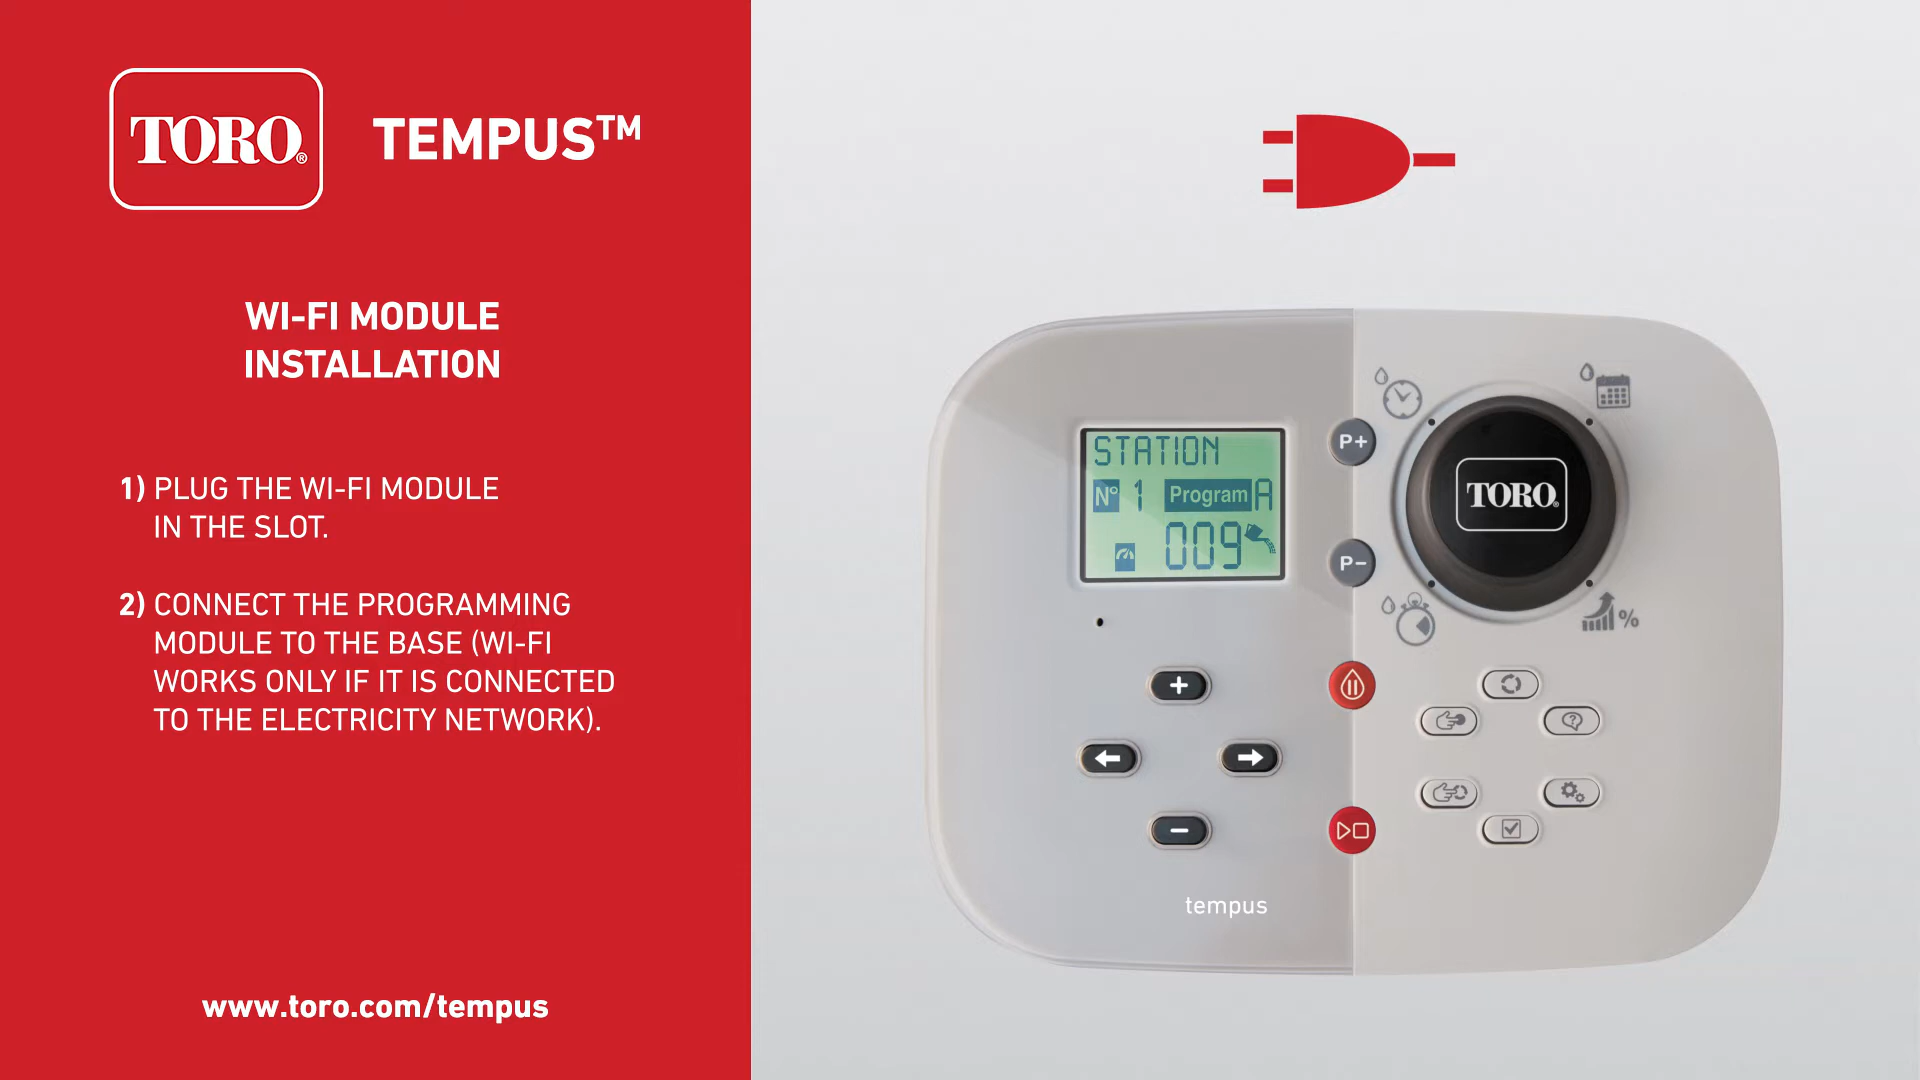 TORO®
TEMPUS™
WI-FI MODULE
INSTALLATION
1) PLUG THE WI-FI MODULE
IN THE SLOT.
2) CONNECT THE PROGRAMMING
MODULE TO THE BASE (WI-FI
WORKS ONLY IF IT IS CONNECTED
TO THE ELECTRICITY NETWORK).
www.toro.com/tempus
STATION
N° 1 Program A
009
P+
P-
TORO.
%
+
-
tempus